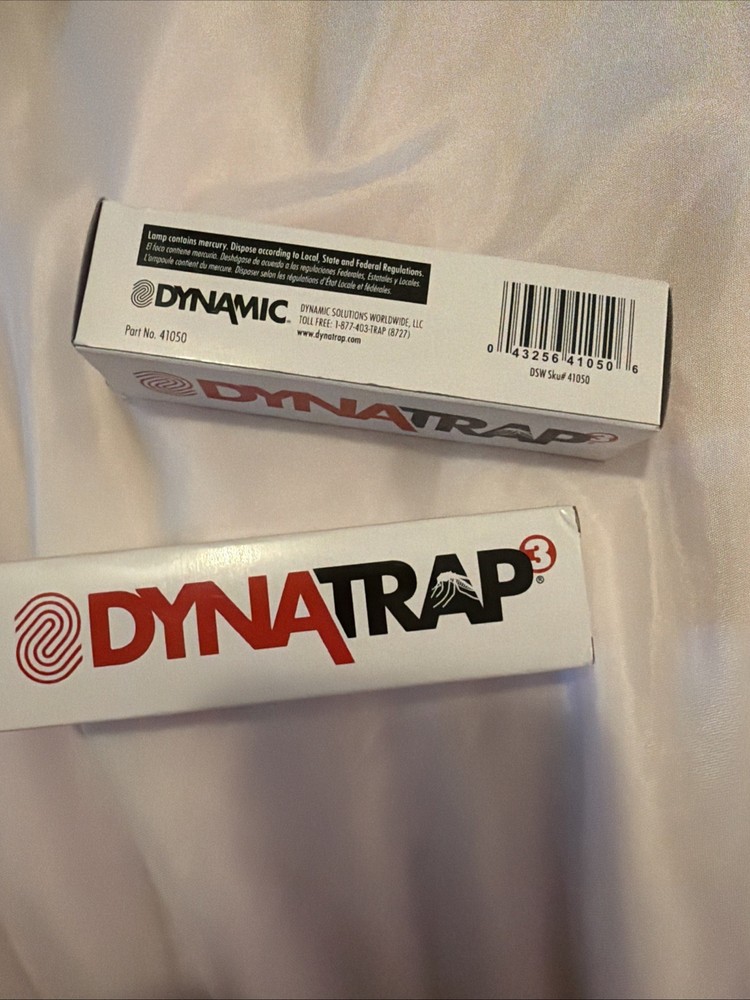 Lamp contains mercury. Dispose according to Local, State and Federal Regulations.
El foco contiene mercurio. Deshágase de acuerdo a las regulaciones Federales, Estatales y Locales.
L'ampoule contient du mercure. Disposer selon les régulations d'État Locale et fédérales.
DYNAMIC
DYNAMIC SOLUTIONS WORLDWIDE, LLC
TOLL FREE: 1-877-403-TRAP (8727)
www.dynatrap.com
Part No. 41050
0 43256 41050 6
DSW Sku# 41050
DYNATRAP3
DYNATRAP3®